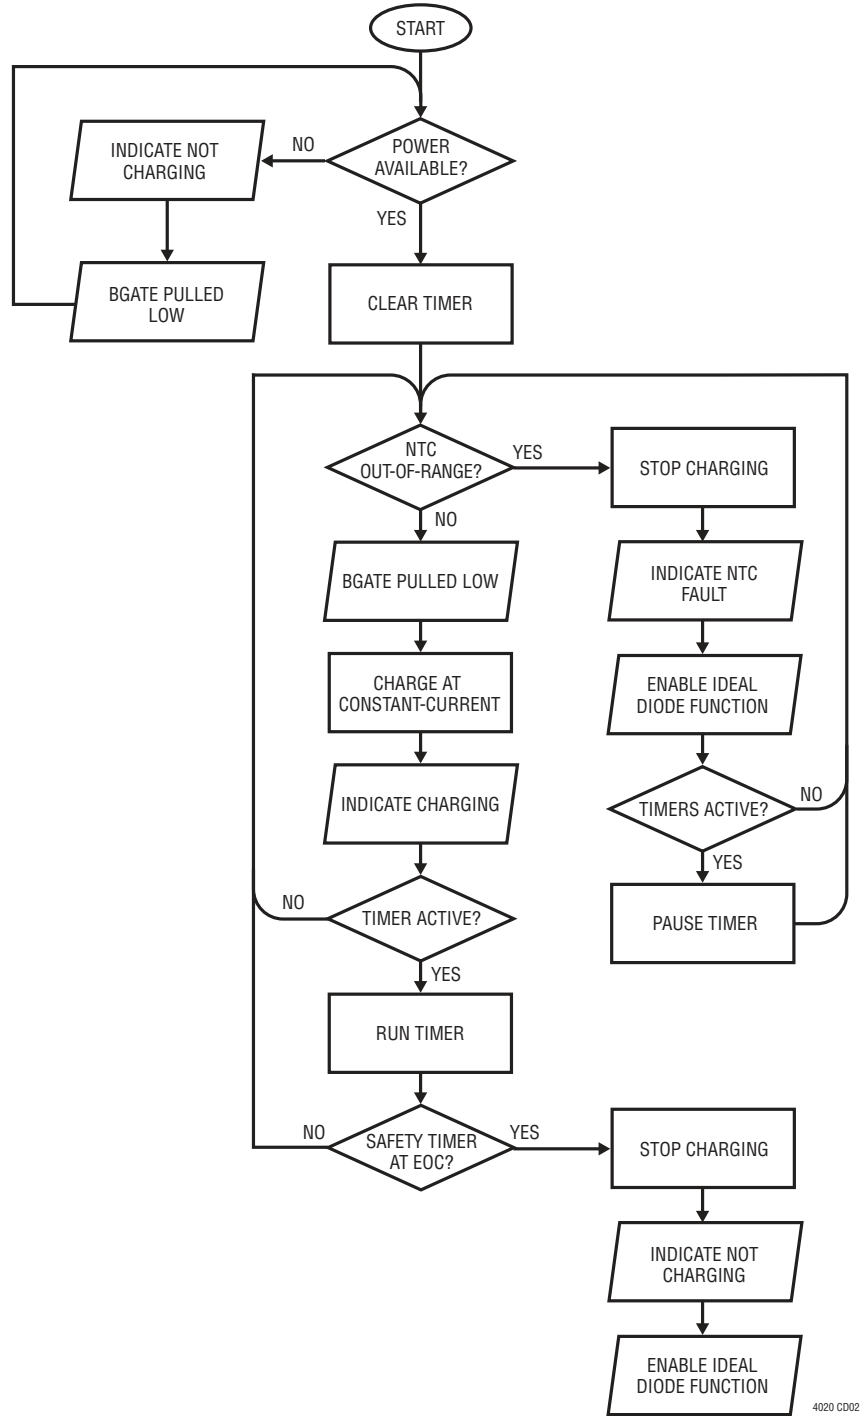 START
POWER
AVAILABLE?
NO
INDICATE NOT
CHARGING
BGATE PULLED
LOW
YES
CLEAR TIMER
NTC
OUT-OF-RANGE?
YES
STOP CHARGING
INDICATE NTC
FAULT
ENABLE IDEAL
DIODE FUNCTION
TIMERS ACTIVE?
NO
YES
PAUSE TIMER
NO
BGATE PULLED LOW
CHARGE AT
CONSTANT-CURRENT
INDICATE CHARGING
TIMER ACTIVE?
NO
YES
RUN TIMER
SAFETY TIMER
AT EOC?
NO
YES
STOP CHARGING
INDICATE NOT
CHARGING
ENABLE IDEAL
DIODE FUNCTION
4020 CD02